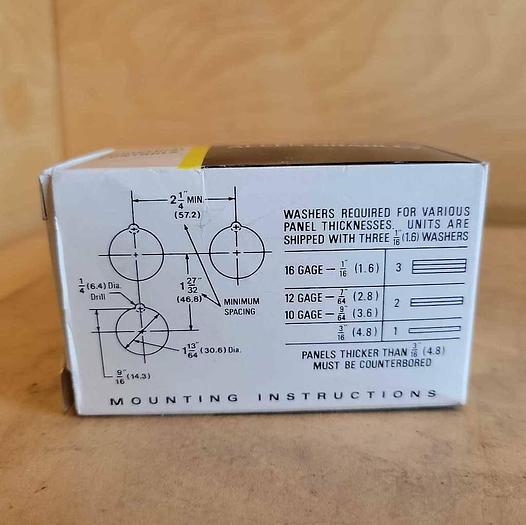 2 1/4" MIN
(57.2)
1/4" (6.4) Dia.
Drill
1 27/32"
(46.8)
MINIMUM
SPACING
1 13/64" (30.6) Dia.
9/16" (14.3)
WASHERS REQUIRED FOR VARIOUS
PANEL THICKNESSES. UNITS ARE
SHIPPED WITH THREE 1/16" (1.6) WASHERS
16 GAGE — 1/16" (1.6) 3
12 GAGE — 7/64" (2.8) 2
10 GAGE — 9/64" (3.6)
3/16" (4.8) 1
PANELS THICKER THAN 3/16" (4.8)
MUST BE COUNTERBORED
MOUNTING INSTRUCTIONS